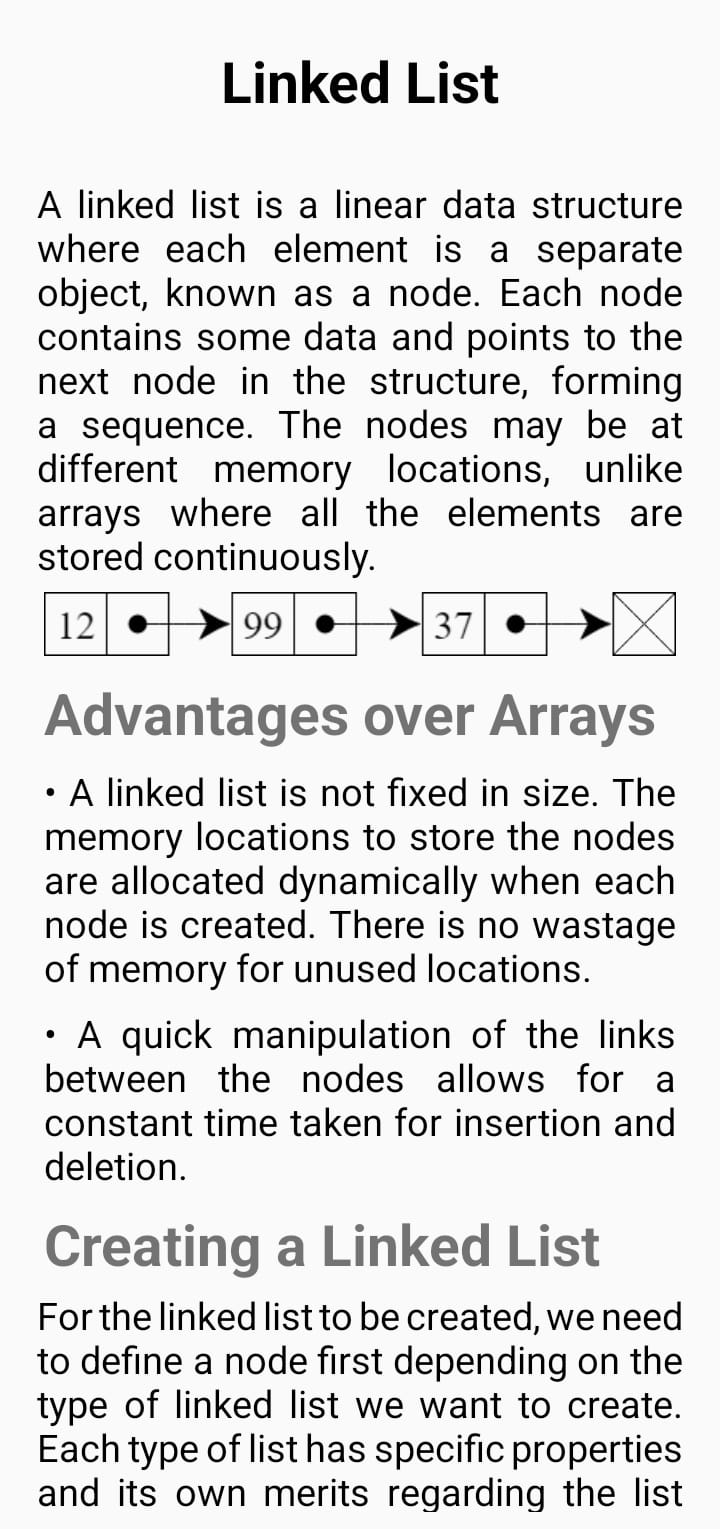 Linked List
A linked list is a linear data structure
where each element is a separate
object, known as a node. Each node
contains some data and points to the
next node in the structure, forming
a sequence. The nodes may be at
different memory locations, unlike
arrays where all the elements are
stored continuously.
12 99 37
Advantages over Arrays
• A linked list is not fixed in size. The
memory locations to store the nodes
are allocated dynamically when each
node is created. There is no wastage
of memory for unused locations.
• A quick manipulation of the links
between the nodes allows for a
constant time taken for insertion and
deletion.
Creating a Linked List
For the linked list to be created, we need
to define a node first depending on the
type of linked list we want to create.
Each type of list has specific properties
and its own merits regarding the list